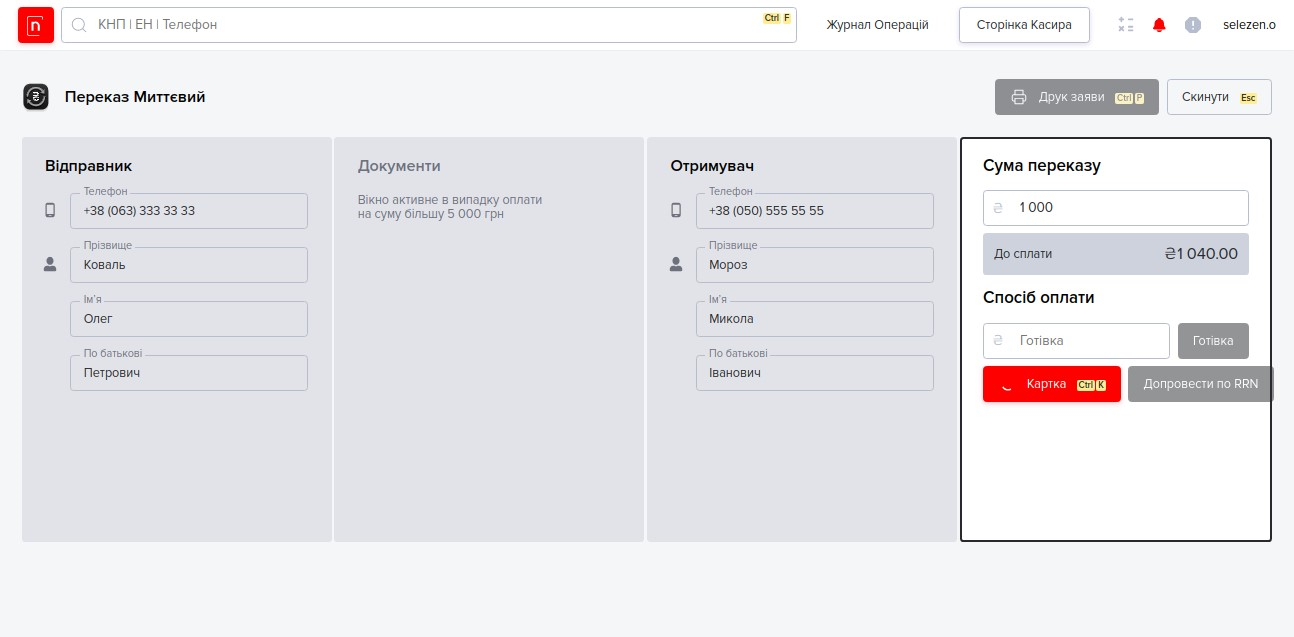 n
КНП | ЕН | Телефон
Ctrl F
Журнал Операцій
Сторінка Касира
selezen.o
Переказ Миттєвий
Друк заяви Ctrl P
Скинути Esc
Відправник
Телефон
+38 (063) 333 33 33
Прізвище
Коваль
Ім'я
Олег
По батькові
Петрович
Документи
Вікно активне в випадку оплати
на суму більшу 5 000 грн
Отримувач
Телефон
+38 (050) 555 55 55
Прізвище
Мороз
Ім'я
Микола
По батькові
Іванович
Сума переказу
₴ 1 000
До сплати ₴1 040.00
Спосіб оплати
₴ Готівка
Готівка
Картка Ctrl K
Допровести по RRN